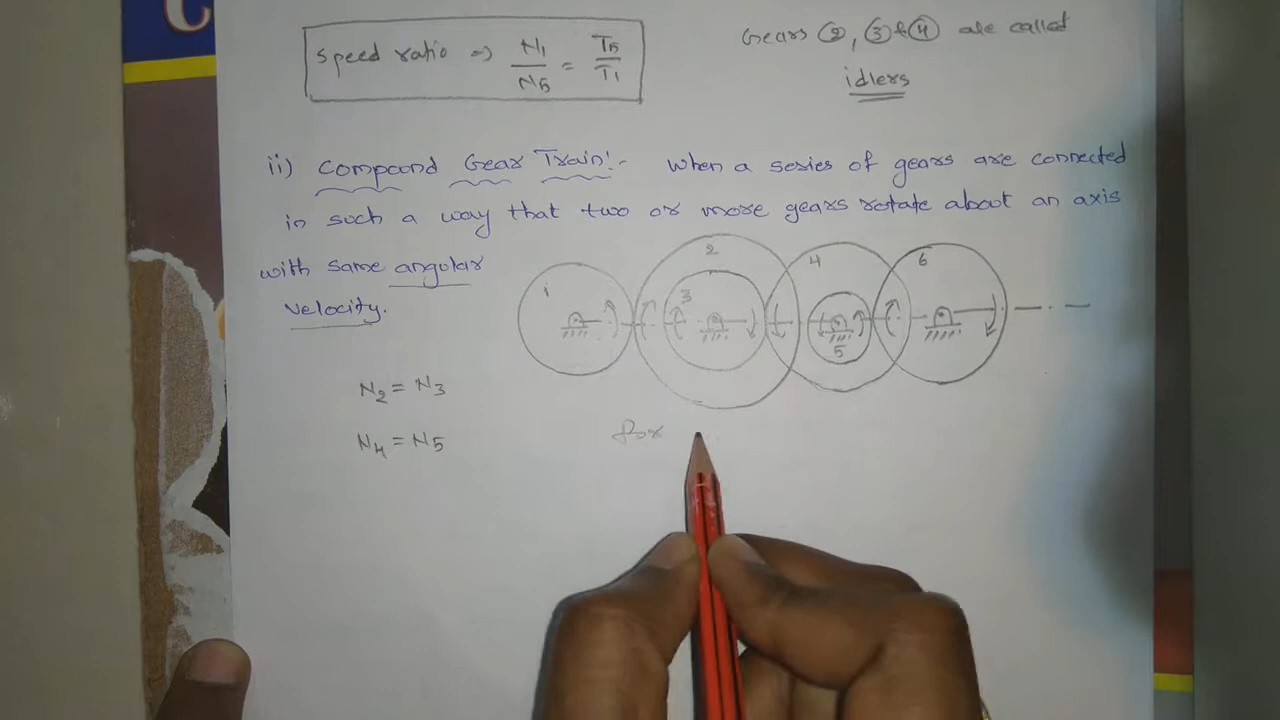 Speed ratio ⇒ N1/N5 = T5/T1
Gears ②, ③ & ④ are called
idlers
ii) Compound Gear Train:- When a series of gears are connected
in such a way that two or more gears rotate about an axis
with same angular
velocity.
1
2
3
4
5
6
N2 = N3
N4 = N5
for